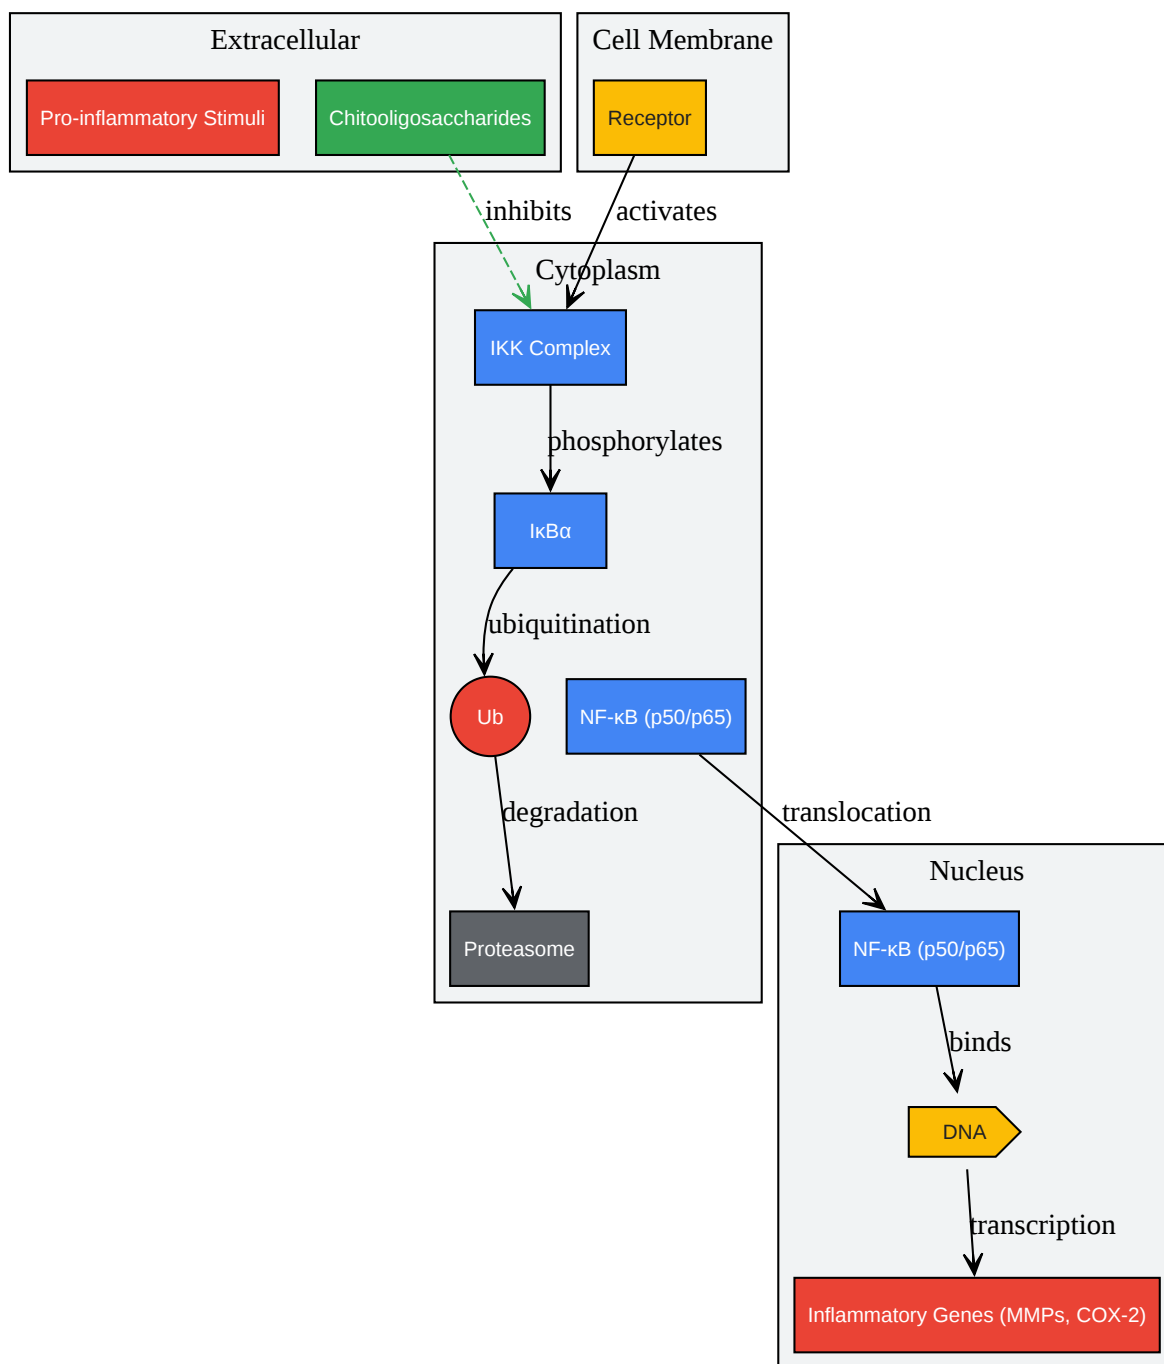 Extracellular
Cell Membrane
Pro-inflammatory Stimuli
Chitooligosaccharides
Receptor
inhibits
activates
Cytoplasm
IKK Complex
phosphorylates
IκBα
ubiquitination
Ub
NF-κB (p50/p65)
degradation
translocation
Nucleus
Proteasome
NF-κB (p50/p65)
binds
DNA
transcription
Inflammatory Genes (MMPs, COX-2)